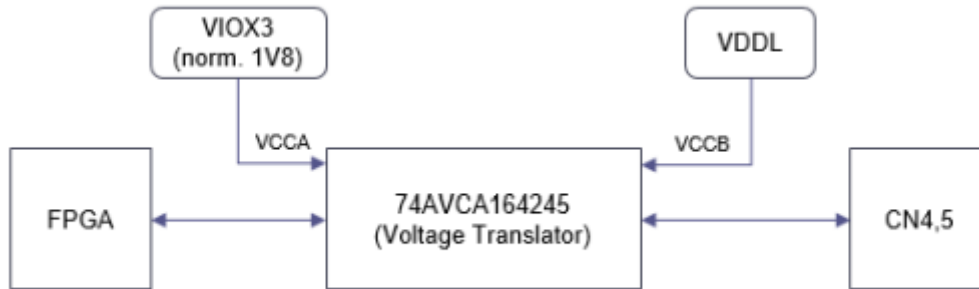 VIOX3
(norm. 1V8)
VDDL
VCCA
VCCB
FPGA
74AVCA164245
(Voltage Translator)
CN4,5